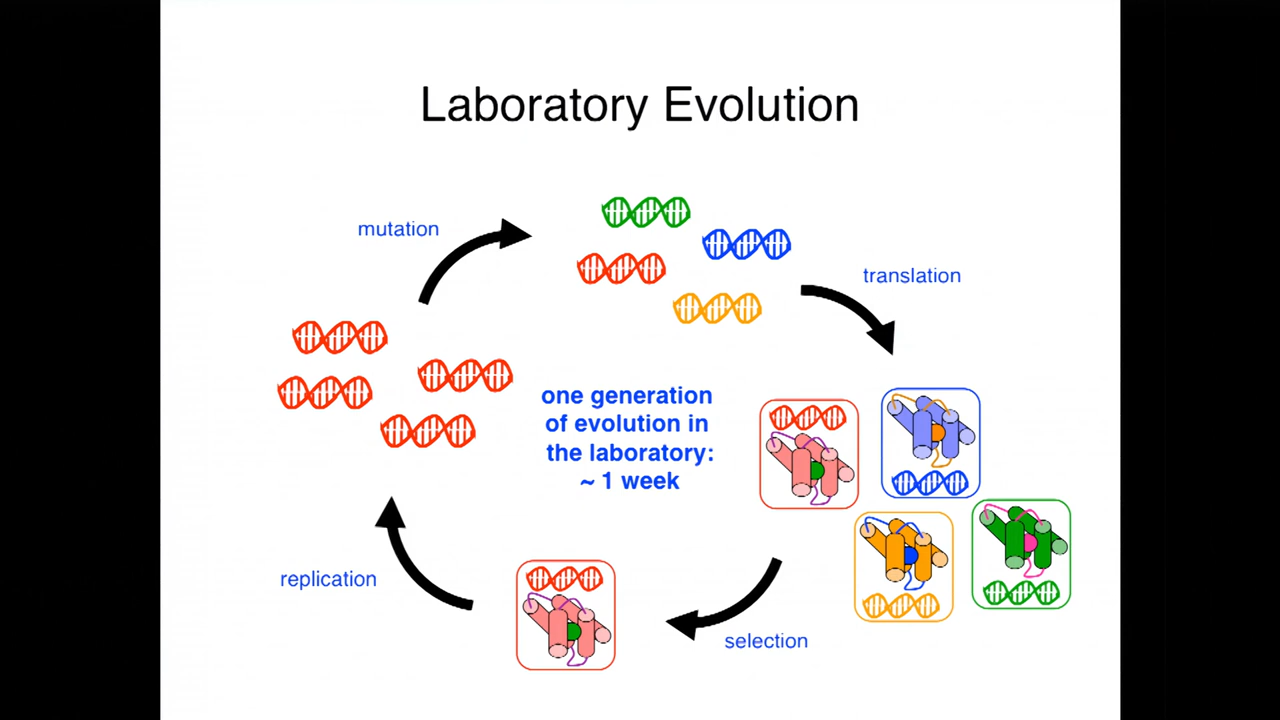 Laboratory Evolution
mutation
translation
one generation
of evolution in
the laboratory:
~ 1 week
replication
selection